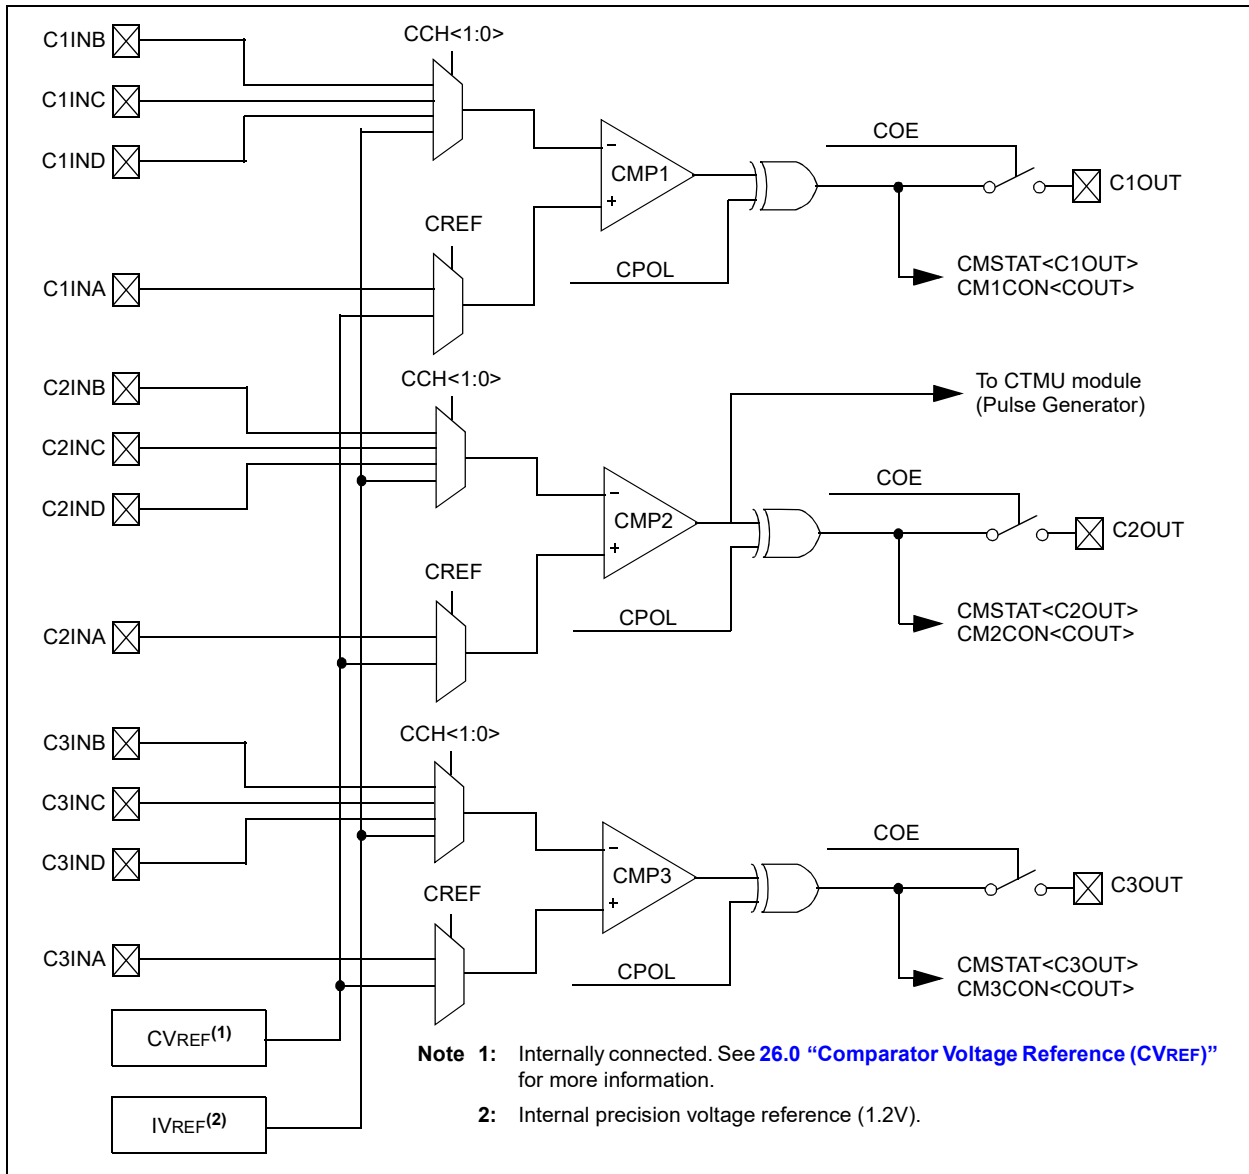 C1INB
CCH<1:0>
C1INC
C1IND
COE
CMP1
−
+
C1OUT
CREF
CPOL
CMSTAT<C1OUT>
CM1CON<COUT>
C1INA
C2INB
CCH<1:0>
To CTMU module
(Pulse Generator)
C2INC
C2IND
COE
CMP2
−
+
C2OUT
CREF
CPOL
CMSTAT<C2OUT>
CM2CON<COUT>
C2INA
C3INB
CCH<1:0>
C3INC
C3IND
COE
CMP3
−
+
C3OUT
CREF
CPOL
CMSTAT<C3OUT>
CM3CON<COUT>
C3INA
CVREF(1)
IVREF(2)
Note 1: Internally connected. See 26.0 “Comparator Voltage Reference (CVREF)”
for more information.
2: Internal precision voltage reference (1.2V).